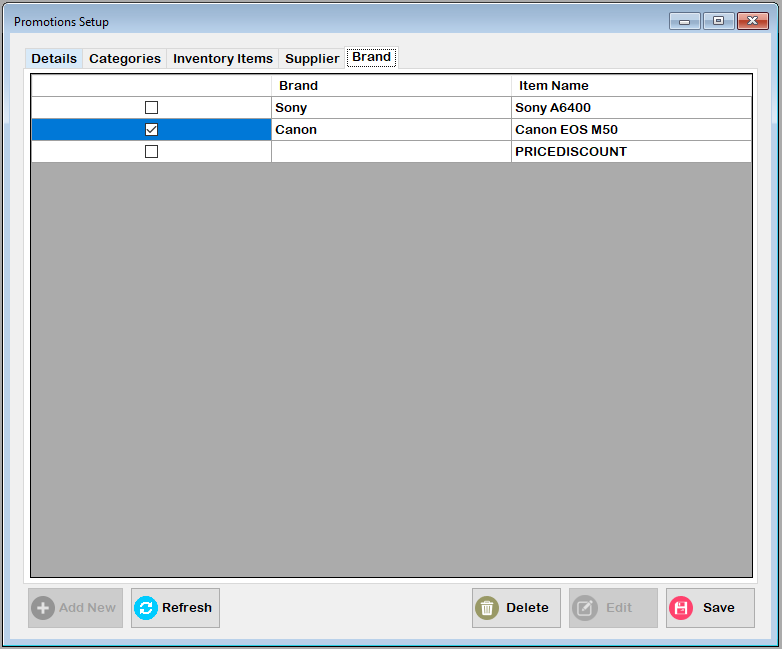 Promotions Setup
Details Categories Inventory Items Supplier Brand
Brand Item Name
Sony Sony A6400
Canon Canon EOS M50
PRICEDISCOUNT
Add New Refresh Delete Edit Save